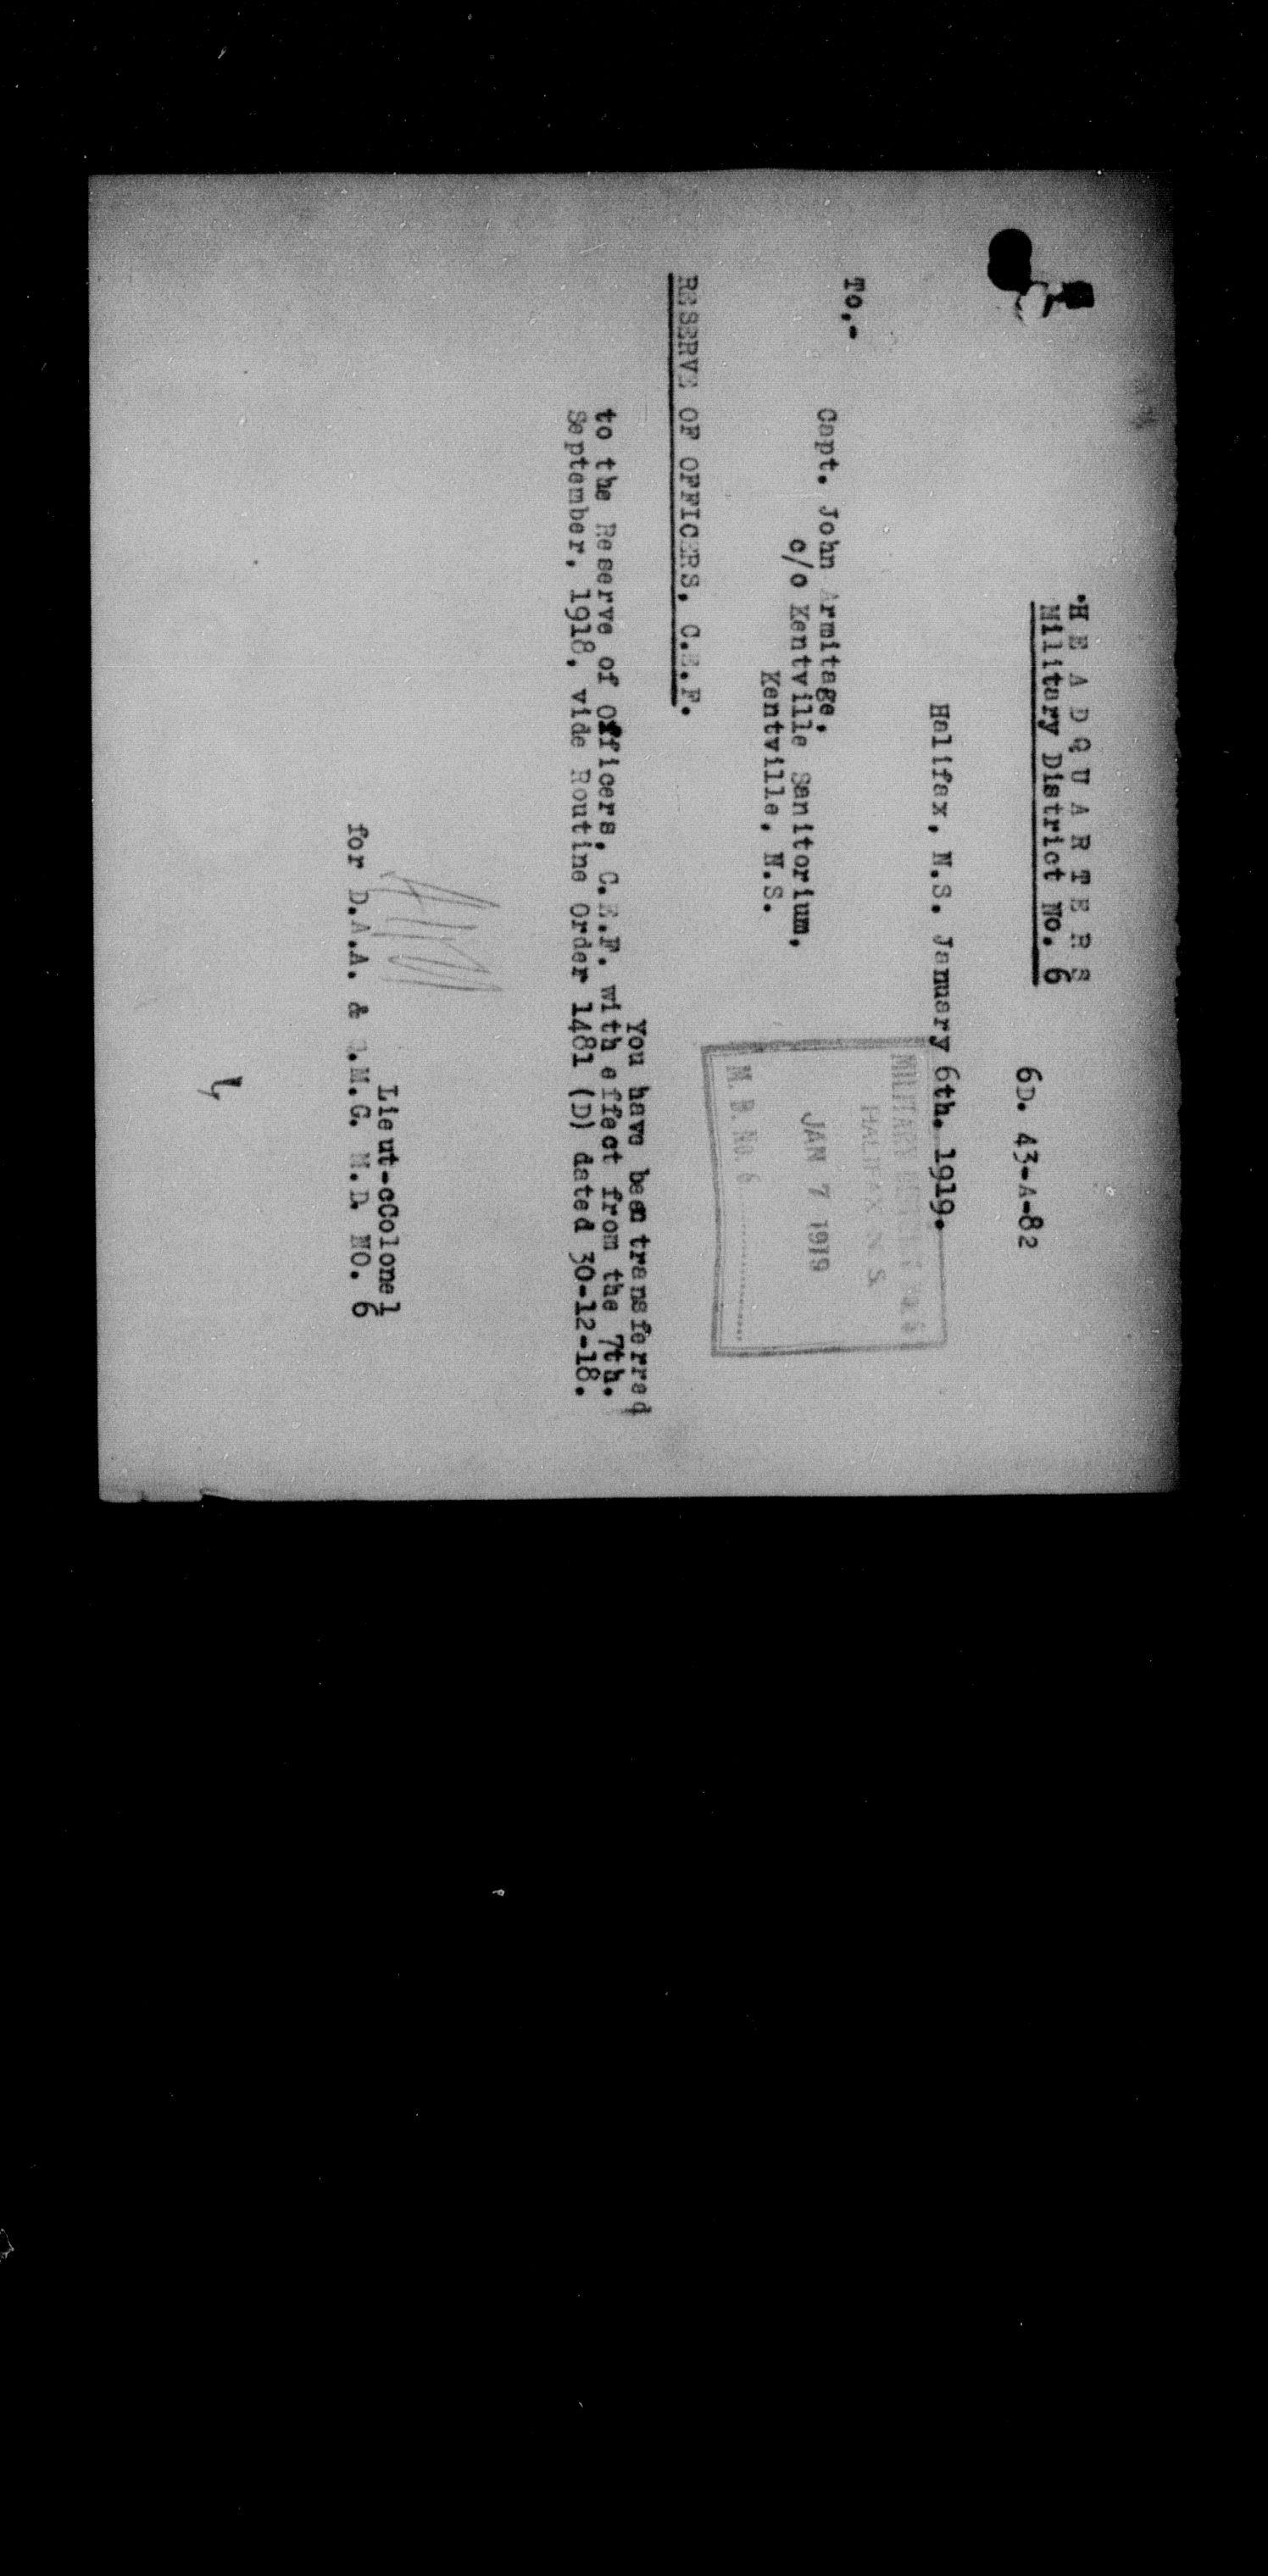 HEADQUARTERS
Military District No. 6
6D. 43-A-82
Halifax, N.S. January 6th. 1919.
MILITARY
HALIFAX N S
JAN 7 1919
M. D. No. 6
To.-
Capt. John Armitage,
c/o Kentville Sanitorium,
Kentville, N.S.
RESERVE OF OFFICERS, C.E.F.
You have been transferred
to the Reserve of Officers, C.E.F. with effect from the 7th.
September, 1918, vide Routine Order 1481 (D) dated 30-12-18.
Lieut-cColonel
for D.A.A. & .M.G. M.D. NO. 6